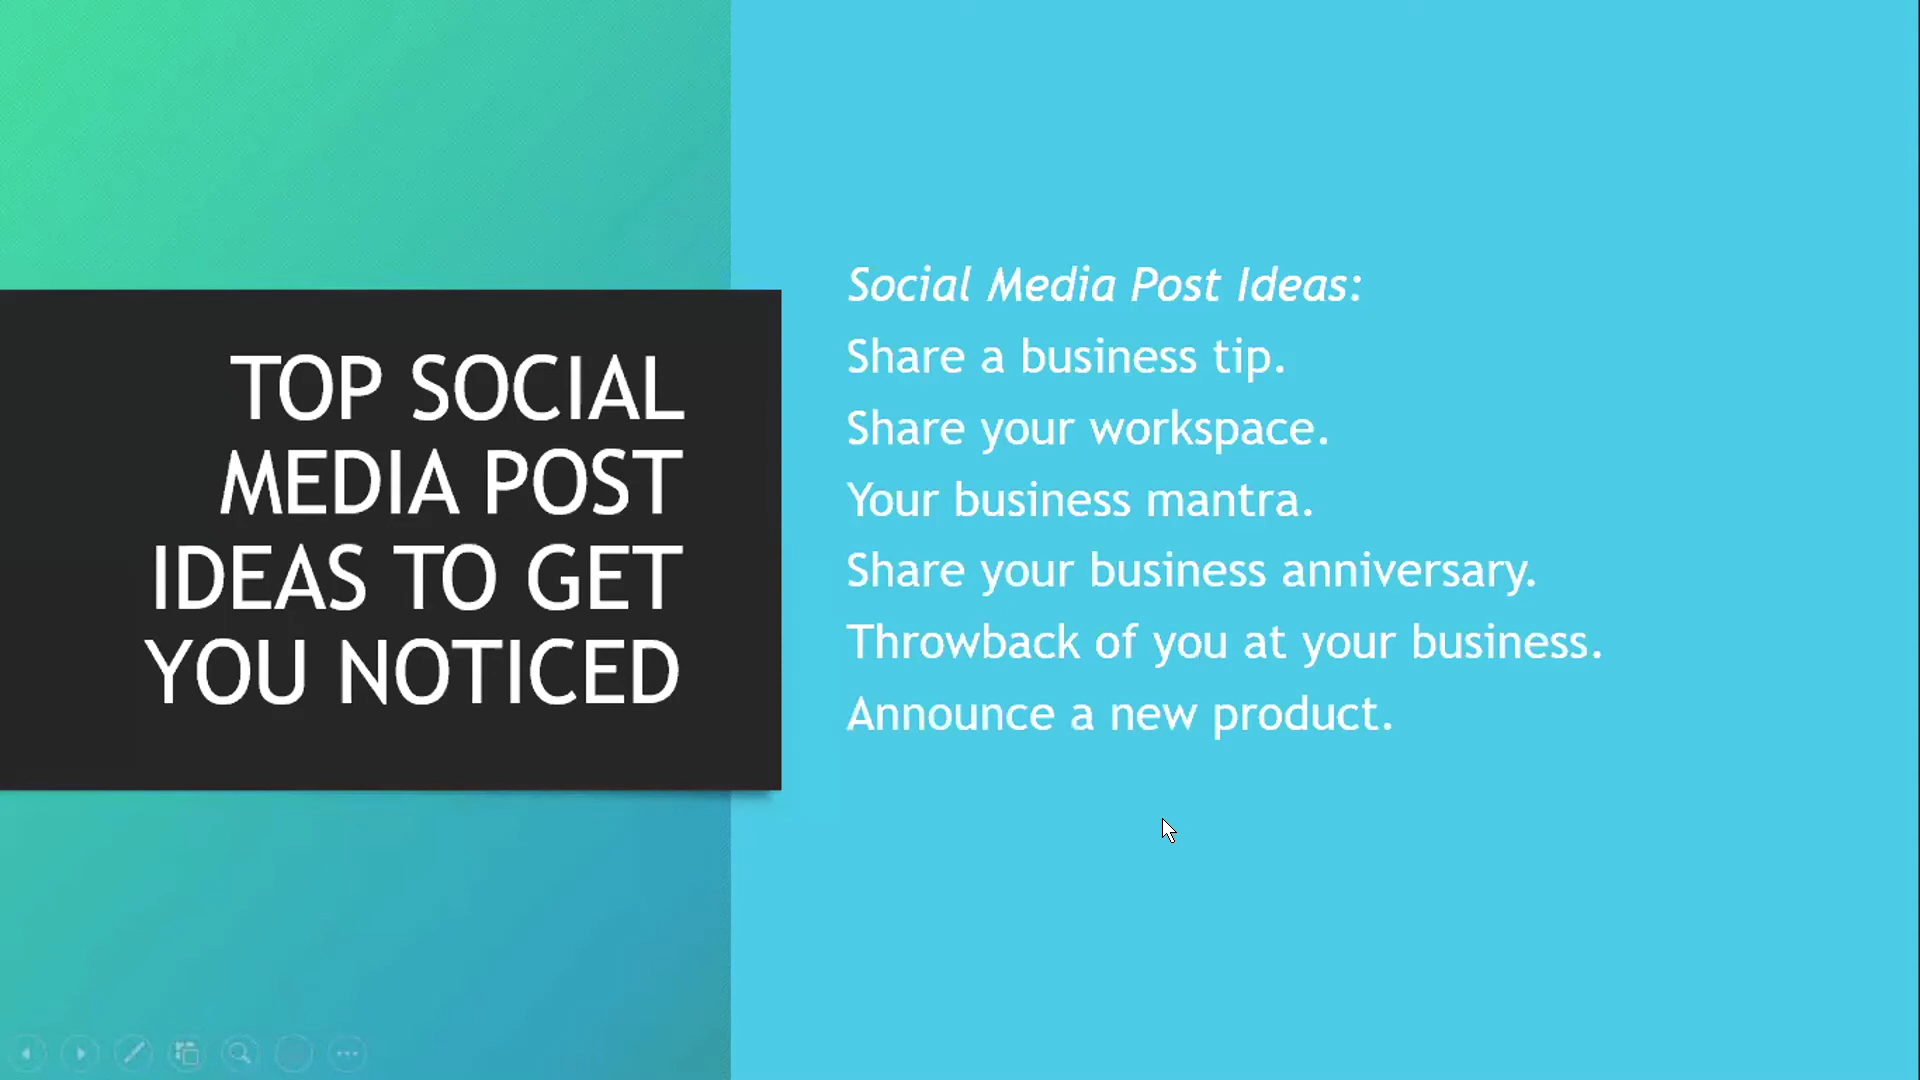 TOP SOCIAL
MEDIA POST
IDEAS TO GET
YOU NOTICED
Social Media Post Ideas:
Share a business tip.
Share your workspace.
Your business mantra.
Share your business anniversary.
Throwback of you at your business.
Announce a new product.